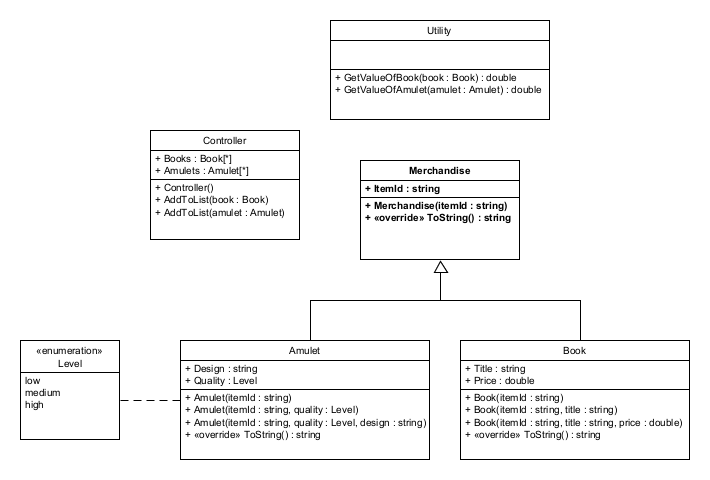 Utility
+ GetValueOfBook(book : Book) : double
+ GetValueOfAmulet(amulet : Amulet) : double
Controller
+ Books : Book[*]
+ Amulets : Amulet[*]
+ Controller()
+ AddToList(book : Book)
+ AddToList(amulet : Amulet)
Merchandise
+ ItemId : string
+ Merchandise(itemId : string)
+ «override» ToString() : string
«enumeration»
Level
low
medium
high
Amulet
+ Design : string
+ Quality : Level
+ Amulet(itemId : string)
+ Amulet(itemId : string, quality : Level)
+ Amulet(itemId : string, quality : Level, design : string)
+ «override» ToString() : string
Book
+ Title : string
+ Price : double
+ Book(itemId : string)
+ Book(itemId : string, title : string)
+ Book(itemId : string, title : string, price : double)
+ «override» ToString() : string